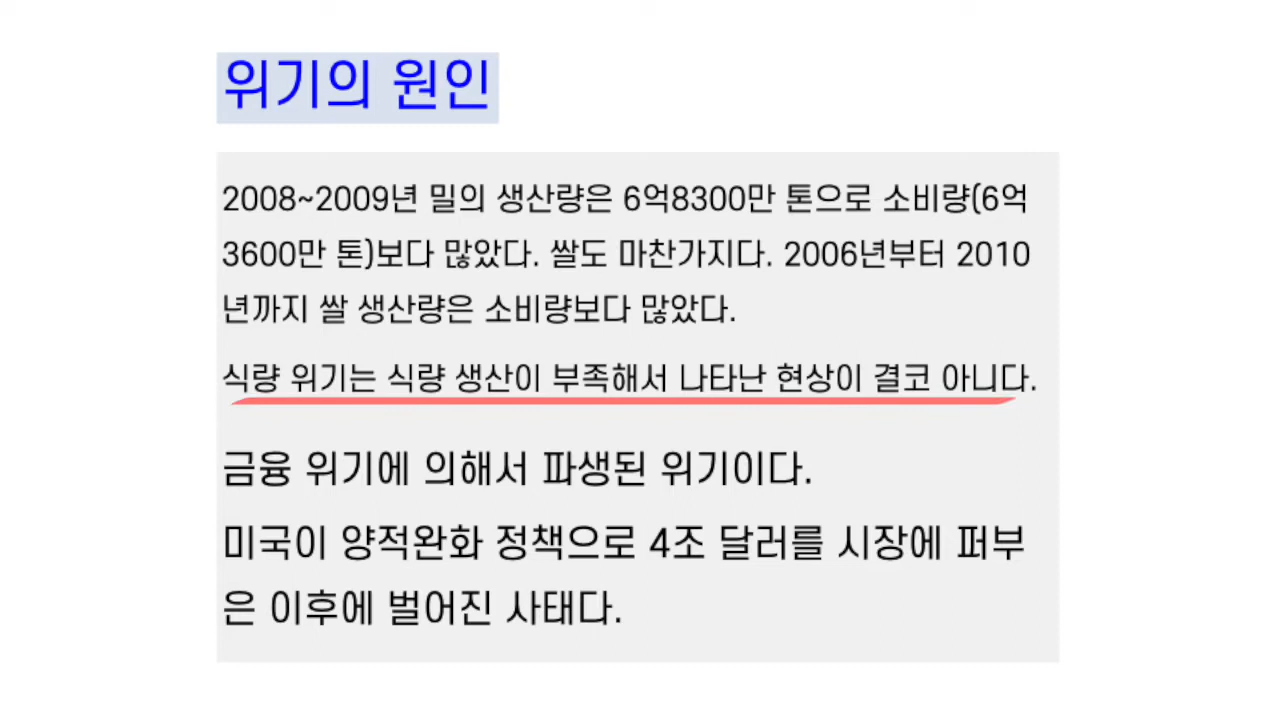 위기의 원인
2008~2009년 밀의 생산량은 6억8300만 톤으로 소비량(6억
3600만 톤)보다 많았다. 쌀도 마찬가지다. 2006년부터 2010
년까지 쌀 생산량은 소비량보다 많았다.
식량 위기는 식량 생산이 부족해서 나타난 현상이 결코 아니다.
금융 위기에 의해서 파생된 위기이다.
미국이 양적완화 정책으로 4조 달러를 시장에 퍼부
은 이후에 벌어진 사태다.